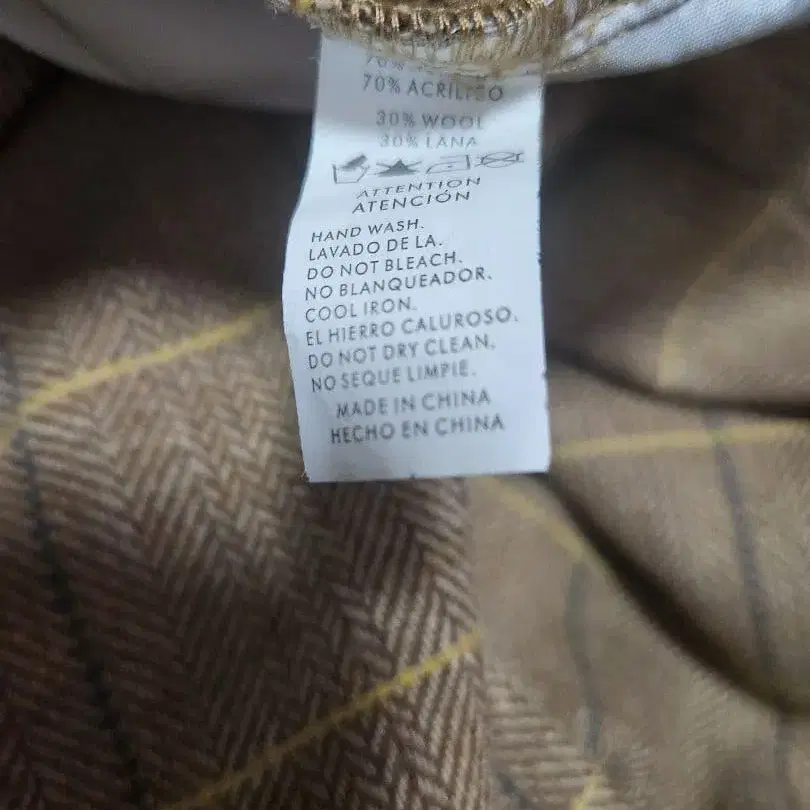 70%
70% ACRILICO
30% WOOL
30% LANA
ATTENTION
ATENCIÓN
HAND WASH.
LAVADO DE LA.
DO NOT BLEACH.
NO BLANQUEADOR.
COOL IRON.
EL HIERRO CALUROSO.
DO NOT DRY CLEAN.
NO SEQUE LIMPIE.
MADE IN CHINA
HECHO EN CHINA